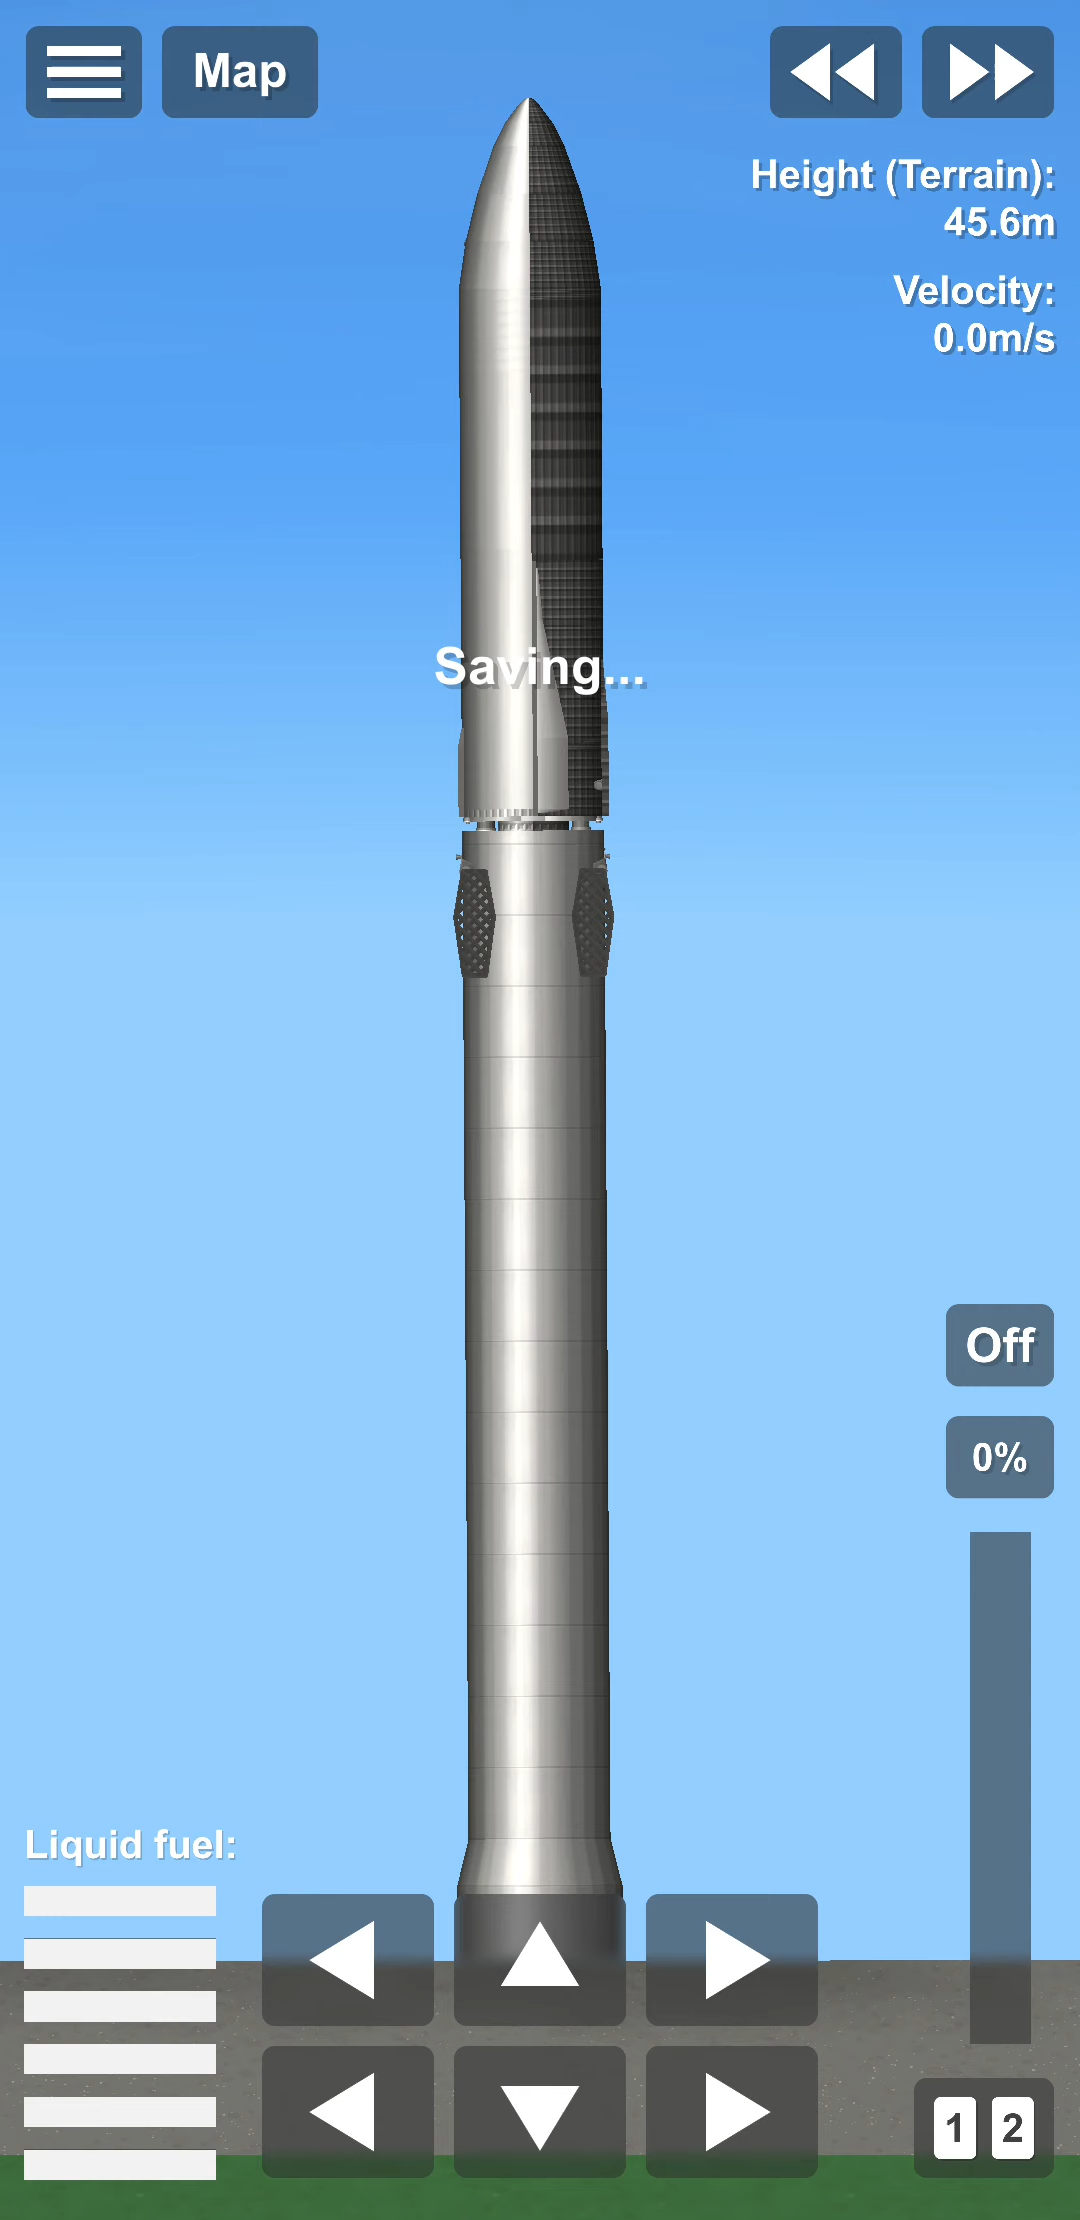 Map
Height (Terrain):
45.6m
Velocity:
0.0m/s
Saving...
Off
0%
Liquid fuel:
1 2